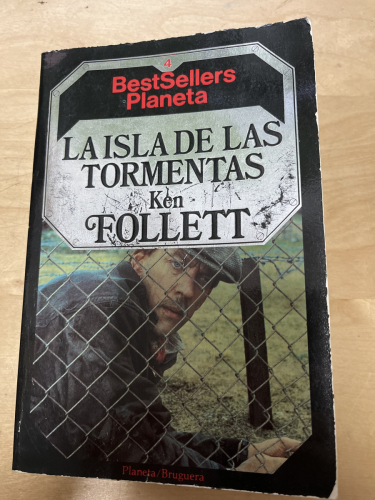 4
BestSellers
Planeta
LA ISLA DE LAS
TORMENTAS
Ken
FOLLETT
Planeta/Bruguera